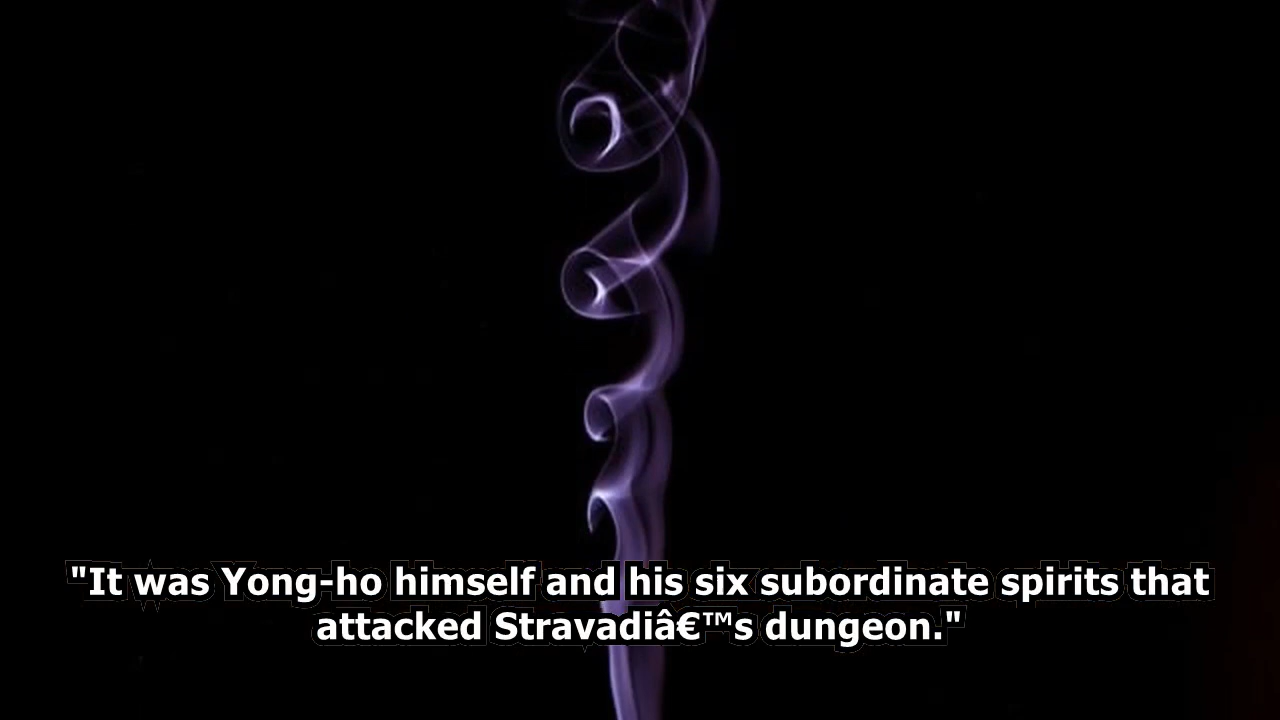 "It was Yong-ho himself and his six subordinate spirits that
attacked Stravadiâ€™s dungeon."